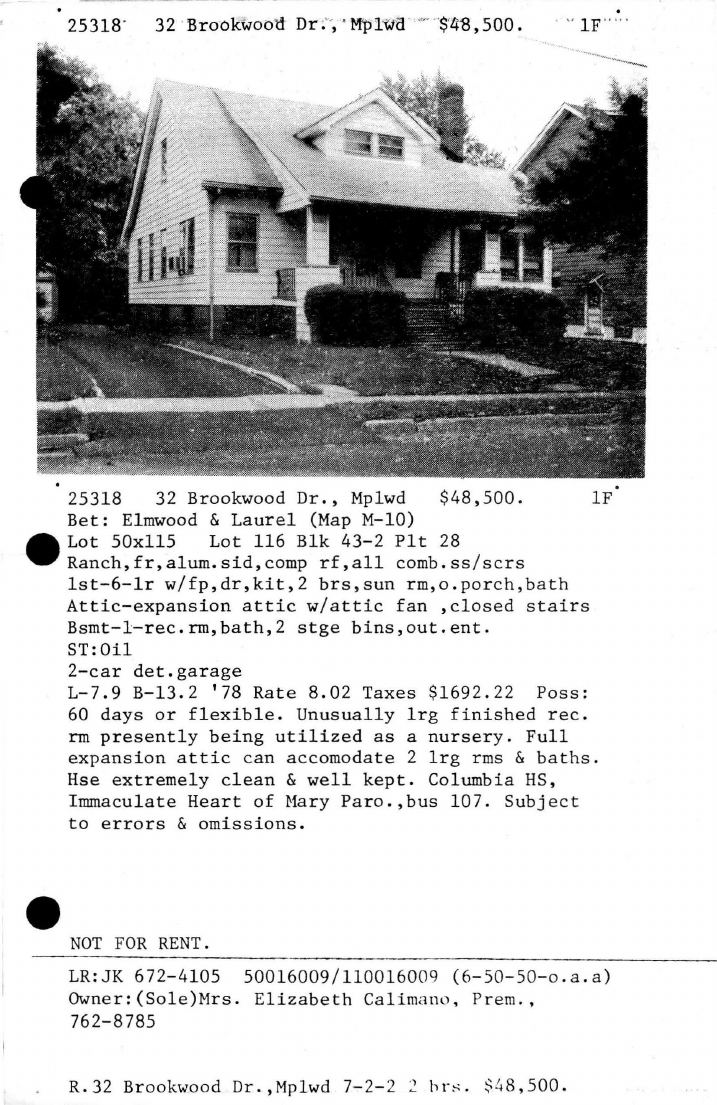 25318 32 Brookwood Dr., Mplwd $48,500. 1F
25318 32 Brookwood Dr., Mplwd $48,500. 1F
Bet: Elmwood & Laurel (Map M-10)
Lot 50x115 Lot 116 Blk 43-2 Plt 28
Ranch,fr,alum.sid,comp rf,all comb.ss/scrs
1st-6-lr w/fp,dr,kit,2 brs,sun rm,o.porch,bath
Attic-expansion attic w/attic fan ,closed stairs
Bsmt-1-rec.rm,bath,2 stge bins,out.ent.
ST:Oil
2-car det.garage
L-7.9 B-13.2 '78 Rate 8.02 Taxes $1692.22 Poss:
60 days or flexible. Unusually lrg finished rec.
rm presently being utilized as a nursery. Full
expansion attic can accomodate 2 lrg rms & baths.
Hse extremely clean & well kept. Columbia HS,
Immaculate Heart of Mary Paro.,bus 107. Subject
to errors & omissions.
NOT FOR RENT.
LR:JK 672-4105 50016009/110016009 (6-50-50-o.a.a)
Owner:(Sole)Mrs. Elizabeth Calimano, Prem.,
762-8785
R.32 Brookwood Dr.,Mplwd 7-2-2 2 brs. $48,500.